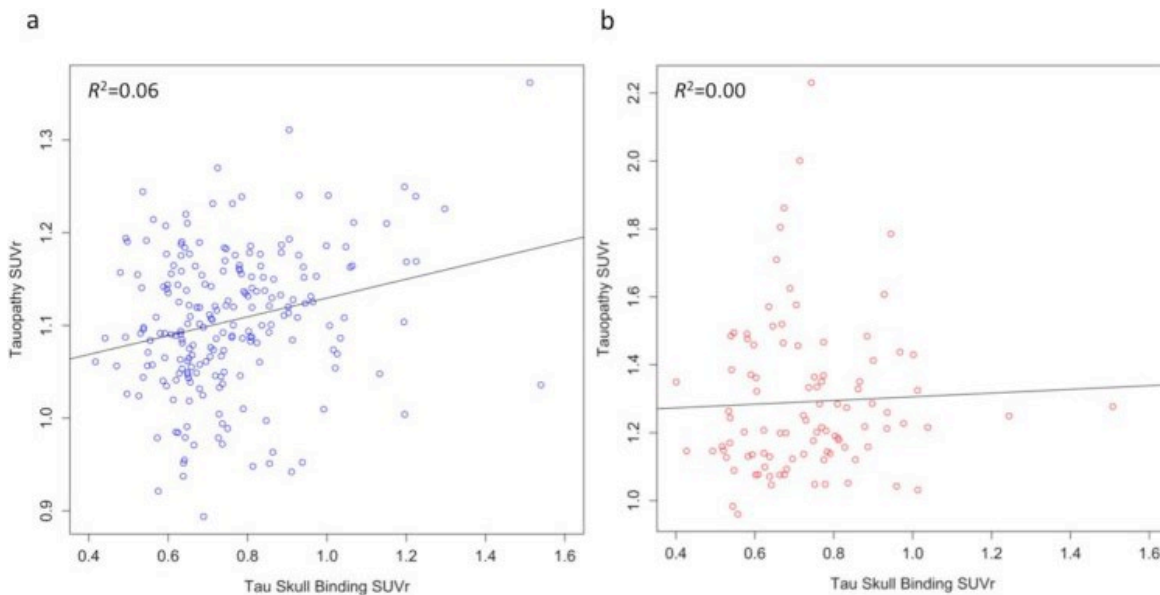 a
R²=0.06
Tauopathy SUVr
1.3
1.2
1.1
1.0
0.9
0.4 0.6 0.8 1.0 1.2 1.4 1.6
Tau Skull Binding SUVr
b
R²=0.00
Tauopathy SUVr
2.2
2.0
1.8
1.6
1.4
1.2
1.0
0.4 0.6 0.8 1.0 1.2 1.4 1.6
Tau Skull Binding SUVr